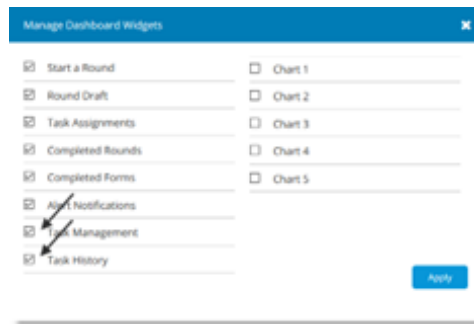 Manage Dashboard Widgets
Start a Round
Round Draft
Task Assignments
Completed Rounds
Completed Forms
Alert Notifications
Task Management
Task History
Chart 1
Chart 2
Chart 3
Chart 4
Chart 5
Apply